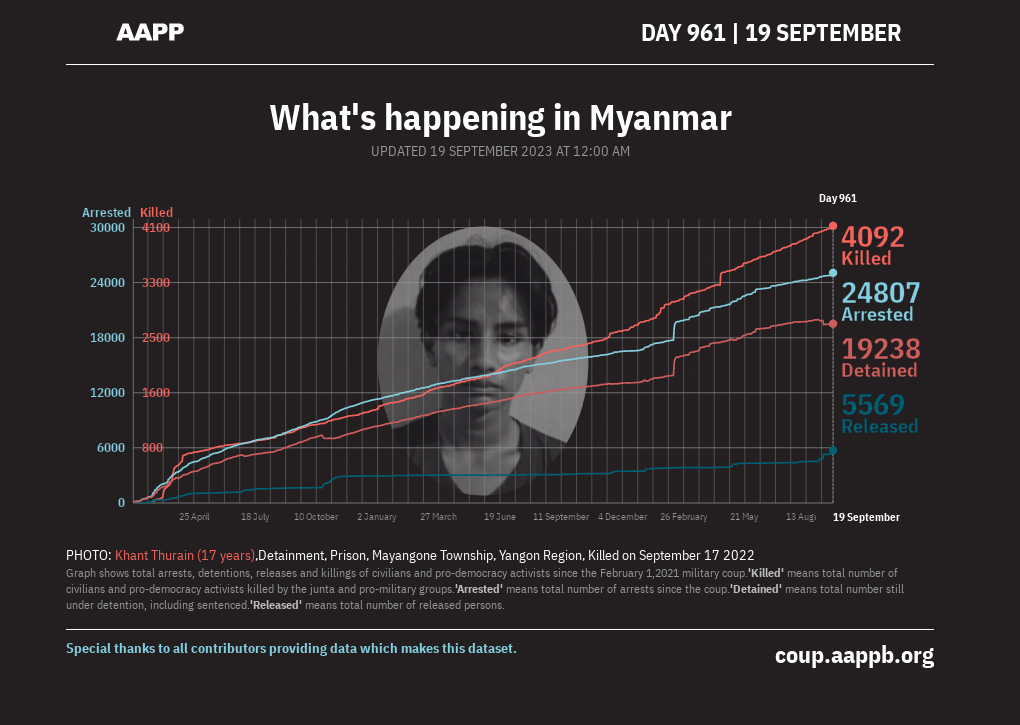 AAPP
DAY 961 | 19 SEPTEMBER
What's happening in Myanmar
UPDATED 19 SEPTEMBER 2023 AT 12:00 AM
Day 961
Arrested Killed
30000 4100
24000 3300
18000 2500
12000 1600
6000 800
0
4092
Killed
24807
Arrested
19238
Detained
5569
Released
25 April 18 July 10 October 2 January 27 March 19 June 11 September 4 December 26 February 21 May 13 Augu 19 September
PHOTO: Khant Thurain (17 years),Detainment, Prison, Mayangone Township, Yangon Region, Killed on September 17 2022
Graph shows total arrests, detentions, releases and killings of civilians and pro-democracy activists since the February 1,2021 military coup.'Killed' means total number of
civilians and pro-democracy activists killed by the junta and pro-military groups.'Arrested' means total number of arrests since the coup.'Detained' means total number still
under detention, including sentenced.'Released' means total number of released persons.
Special thanks to all contributors providing data which makes this dataset.
coup.aappb.org